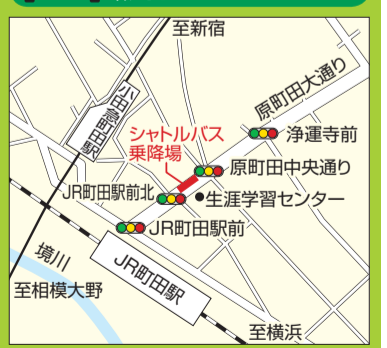 至新宿
小田急町田駅
原町田大通り
シャトルバス
乗降場
浄運寺前
原町田中央通り
JR町田駅前北
生涯学習センター
JR町田駅前
境川
JR町田駅
至相模大野
至横浜